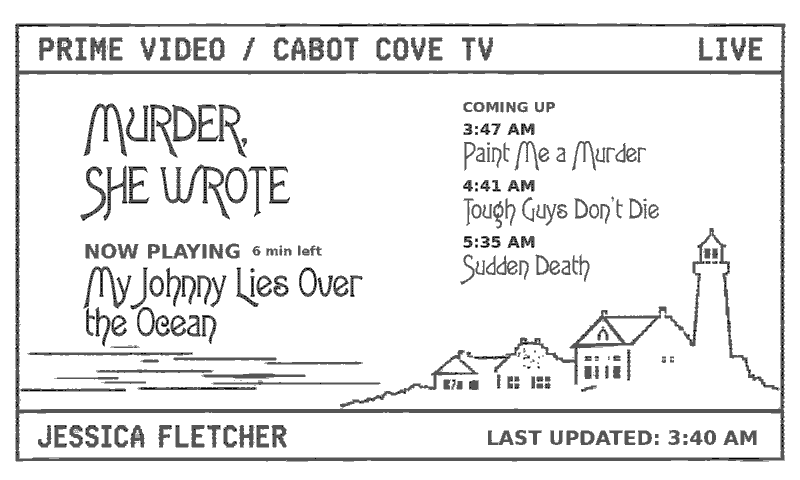 PRIME VIDEO / CABOT COVE TV
LIVE
MURDER,
SHE WROTE
NOW PLAYING 6 min left
My Johnny Lies Over
the Ocean
COMING UP
3:47 AM
Paint Me a Murder
4:41 AM
Tough Guys Don't Die
5:35 AM
Sudden Death
JESSICA FLETCHER
LAST UPDATED: 3:40 AM